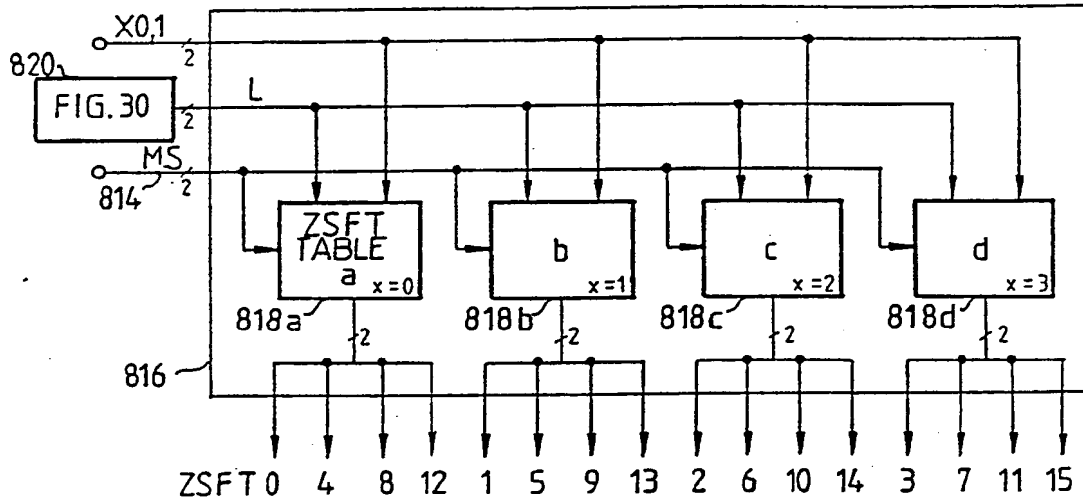 X0,1
2
820
FIG. 30
L
2
MS
814
2
ZSFT
TABLE
a
x=0
b
x=1
c
x=2
d
x=3
818a
2
818b
2
818c
2
818d
2
816
ZSFT 0 4 8 12 1 5 9 13 2 6 10 14 3 7 11 15